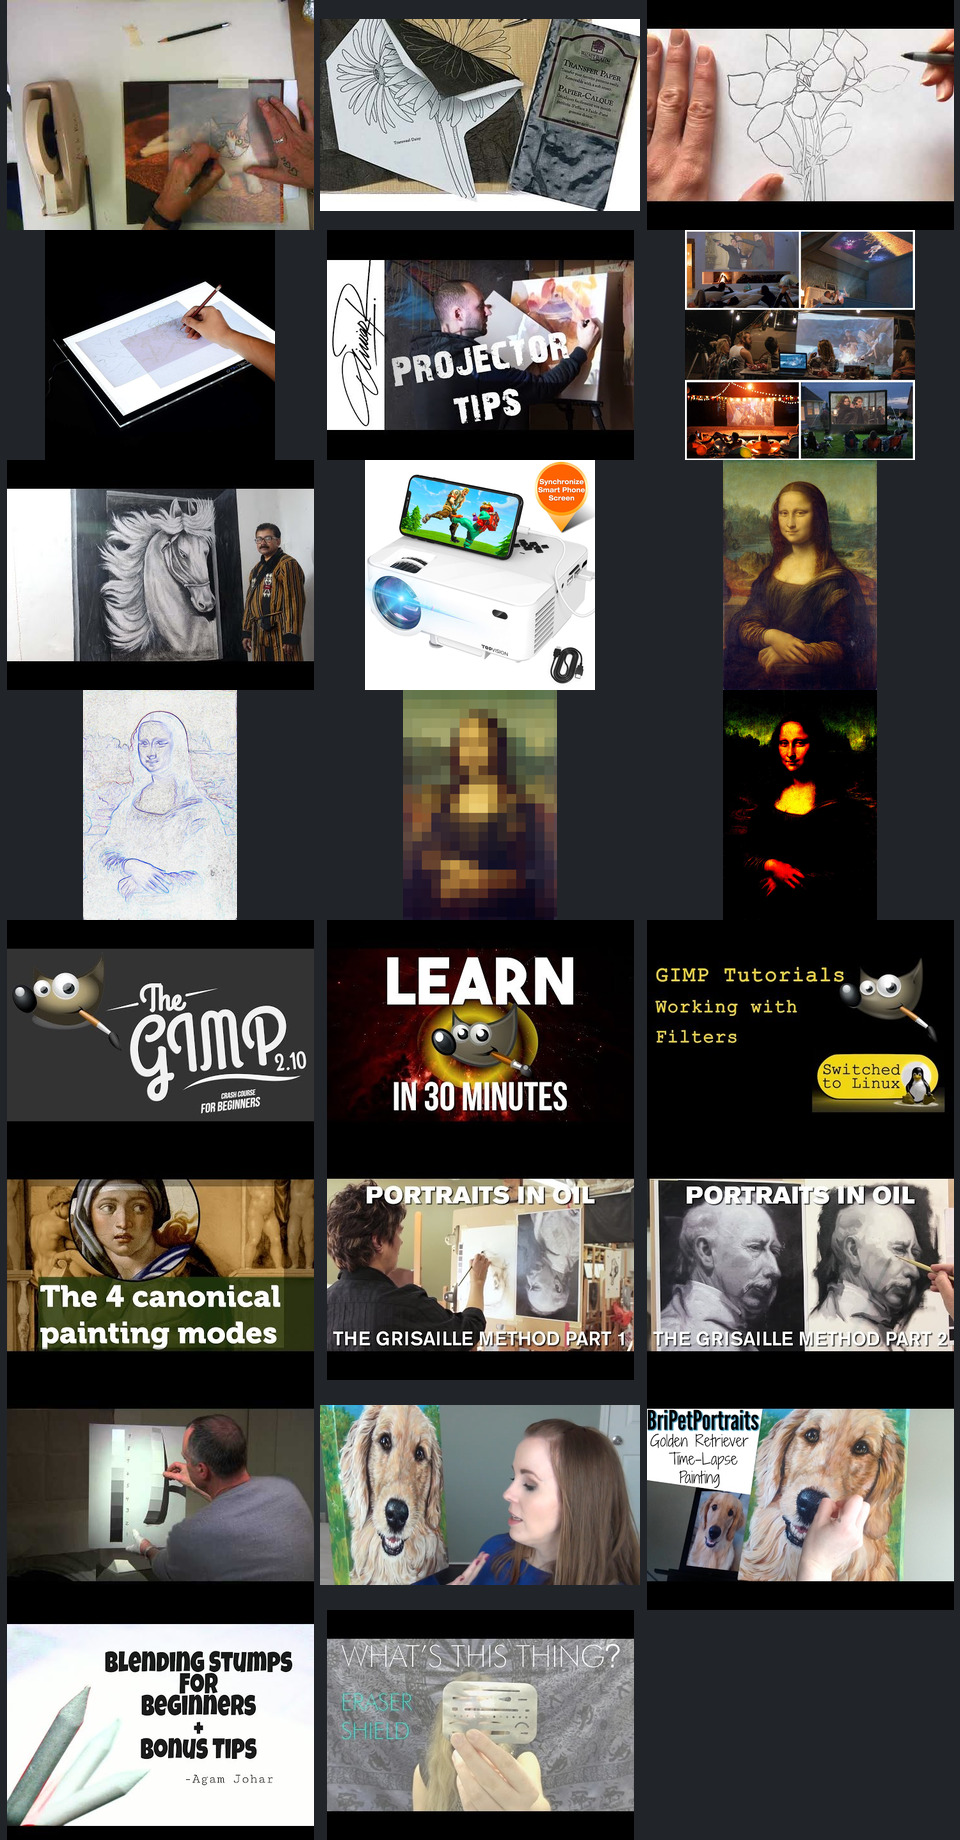 TRANSFER PAPER
PAPIER-CALQUE
PROJECTOR
TIPS
Synchronize
Smart Phone
Screen
TOPVISION
The
GIMP
2.10
CRASH COURSE
FOR BEGINNERS
LEARN
IN 30 MINUTES
GIMP Tutorials
Working with
Filters
Switched
to Linux
The 4 canonical
painting modes
PORTRAITS IN OIL
THE GRISAILLE METHOD PART 1
PORTRAITS IN OIL
THE GRISAILLE METHOD PART 2
BriPetPortraits
Golden Retriever
Time-Lapse
Painting
BLENDING STUMPS
FOR
BEGINNERS
+
BONUS TIPS
-Agam Johar
WHAT'S THIS THING?
ERASER
SHIELD